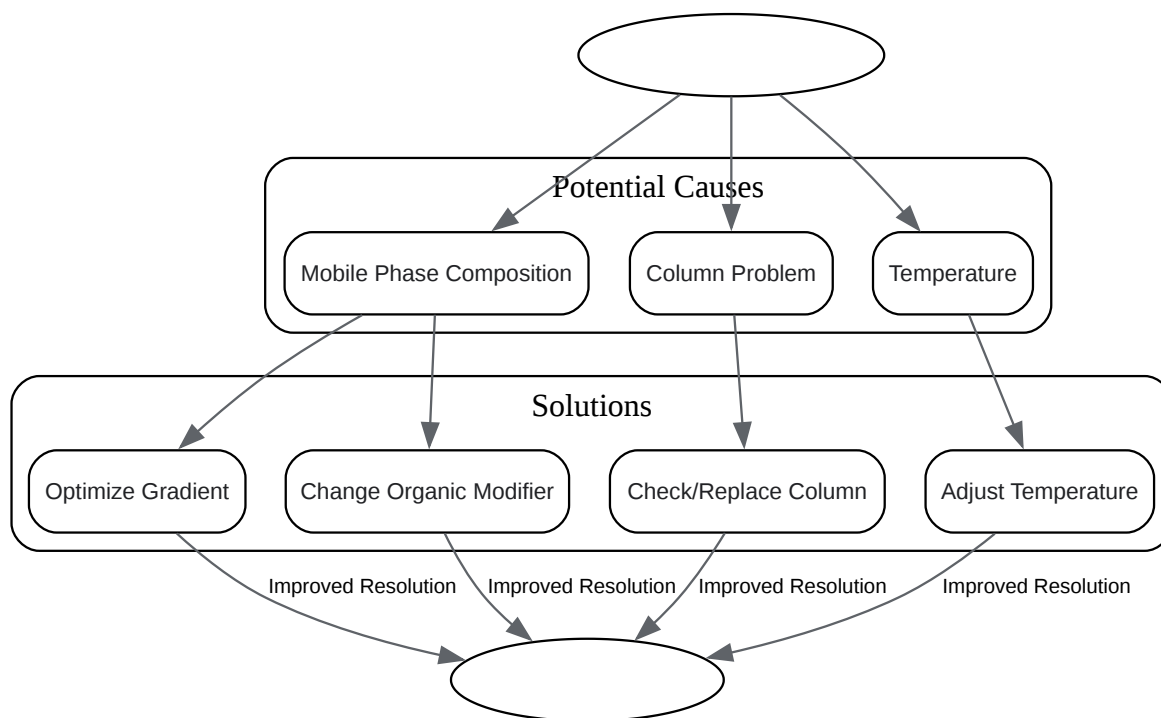 Potential Causes
Mobile Phase Composition
Column Problem
Temperature
Solutions
Optimize Gradient
Change Organic Modifier
Check/Replace Column
Adjust Temperature
Improved Resolution
Improved Resolution
Improved Resolution
Improved Resolution